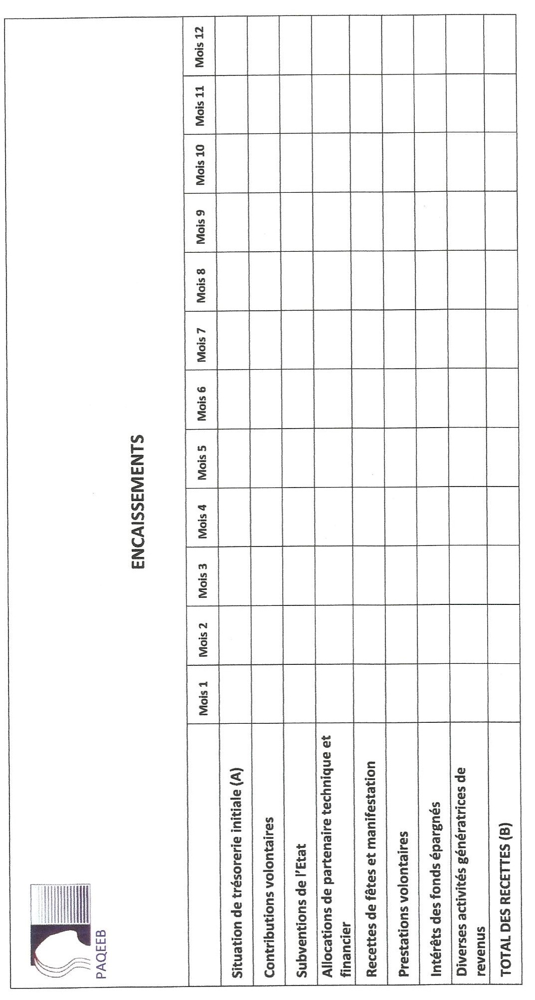 PAQEEB
ENCAISSEMENTS
Mois 1 Mois 2 Mois 3 Mois 4 Mois 5 Mois 6 Mois 7 Mois 8 Mois 9 Mois 10 Mois 11 Mois 12
Situation de trésorerie initiale (A)
Contributions volontaires
Subventions de l'Etat
Allocations de partenaire technique et
financier
Recettes de fêtes et manifestation
Prestations volontaires
Intérêts des fonds épargnés
Diverses activités génératrices de
revenus
TOTAL DES RECETTES (B)